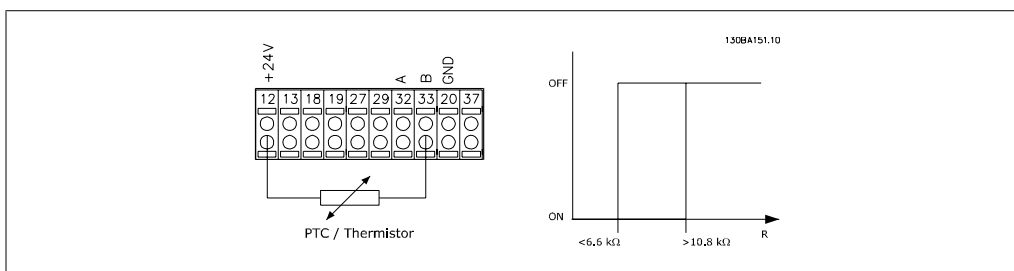 130BA151.10
+24V
A
B
GND
12 13 18 19 27 29 32 33 20 37
PTC / Thermistor
OFF
ON
<6.6 kΩ
>10.8 kΩ
R